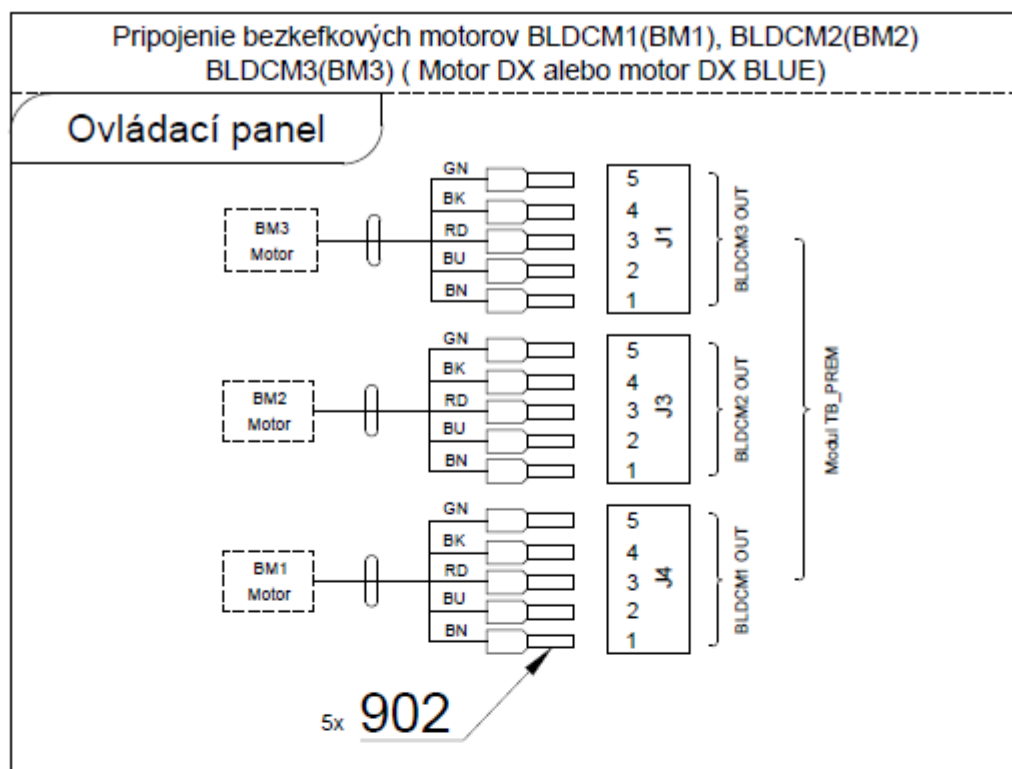 Pripojenie bezkefkových motorov BLDCM1(BM1), BLDCM2(BM2)
BLDCM3(BM3) ( Motor DX alebo motor DX BLUE)
Ovládací panel
BM3
Motor
GN
BK
RD
BU
BN
5
4
3
2
1
J1
BLDCM3 OUT
BM2
Motor
GN
BK
RD
BU
BN
5
4
3
2
1
J3
BLDCM2 OUT
Modul TB_PREM
BM1
Motor
GN
BK
RD
BU
BN
5
4
3
2
1
J4
BLDCM1 OUT
5x 902